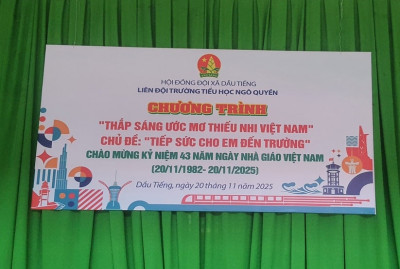 HỘI ĐỒNG ĐỘI XÃ DẦU TIẾNG
LIÊN ĐỘI TRƯỜNG TIỂU HỌC NGÔ QUYỀN
CHƯƠNG TRÌNH
"THẮP SÁNG ƯỚC MƠ THIẾU NHI VIỆT NAM"
CHỦ ĐỀ: "TIẾP SỨC CHO EM ĐẾN TRƯỜNG"
CHÀO MỪNG KỶ NIỆM 43 NĂM NGÀY NHÀ GIÁO VIỆT NAM
(20/11/1982- 20/11/2025)
Dầu Tiếng, ngày 20 tháng 11 năm 2025